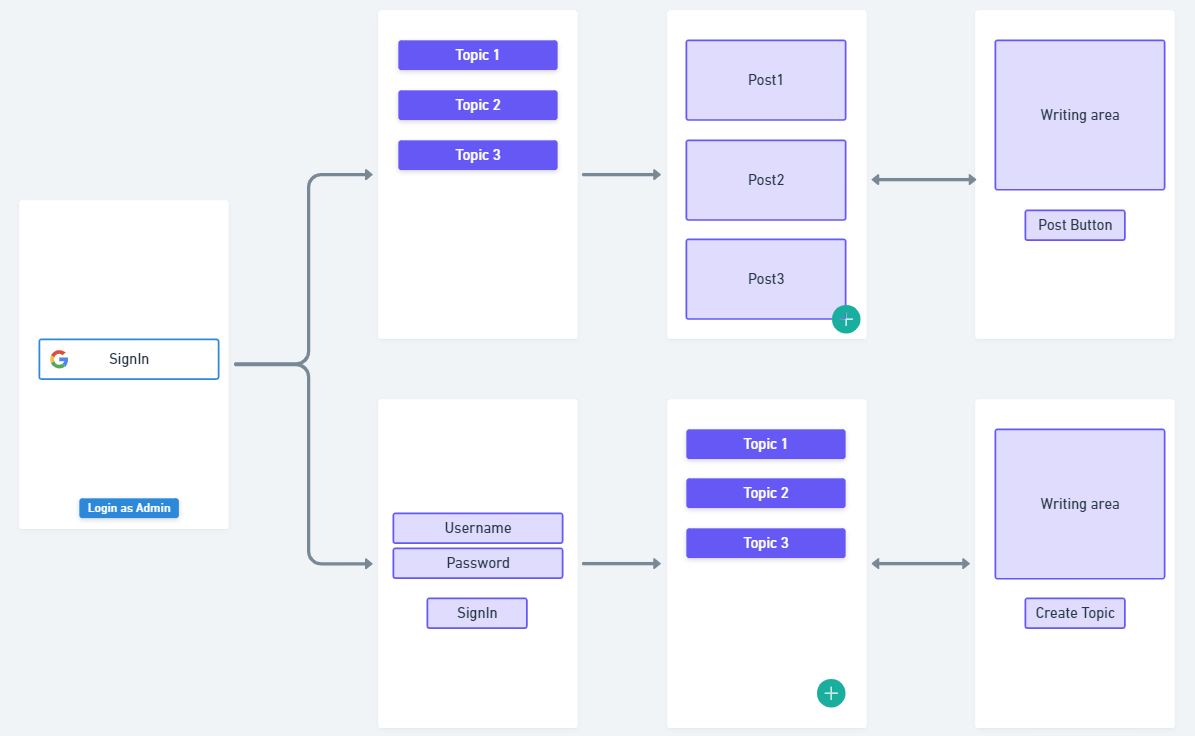 SignIn
Login as Admin
Topic 1
Topic 2
Topic 3
Post1
Post2
Post3
Writing area
Post Button
Username
Password
SignIn
Topic 1
Topic 2
Topic 3
Writing area
Create Topic